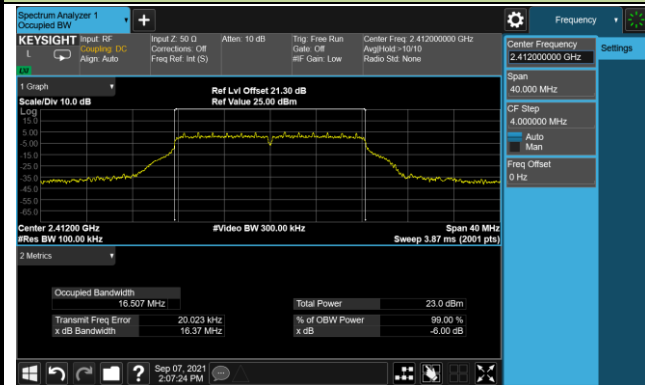 Spectrum Analyzer 1
Occupied BW
+
Frequency
KEYSIGHT
L
Input: RF
Coupling: DC
Align: Auto
Input Z: 50 Ω
Corrections: Off
Freq Ref: Int (S)
Atten: 10 dB
Trig: Free Run
Gate: Off
#IF Gain: Low
Center Freq: 2.412000000 GHz
Avg|Hold:>10/10
Radio Std: None
1 Graph
Scale/Div 10.0 dB
Ref Lvl Offset 21.30 dB
Ref Value 25.00 dBm
Log
15.0
5.00
-5.00
-15.0
-25.0
-35.0
-45.0
-55.0
-65.0
Center 2.41200 GHz
#Res BW 100.00 kHz
#Video BW 300.00 kHz
Span 40 MHz
Sweep 3.87 ms (2001 pts)
2 Metrics
Occupied Bandwidth
16.507 MHz
Transmit Freq Error 20.023 kHz
x dB Bandwidth 16.37 MHz
Total Power 23.0 dBm
% of OBW Power 99.00 %
x dB -6.00 dB
Center Frequency
2.412000000 GHz
Settings
Span
40.000 MHz
CF Step
4.000000 MHz
Auto
Man
Freq Offset
0 Hz
?
Sep 07, 2021
2:07:24 PM